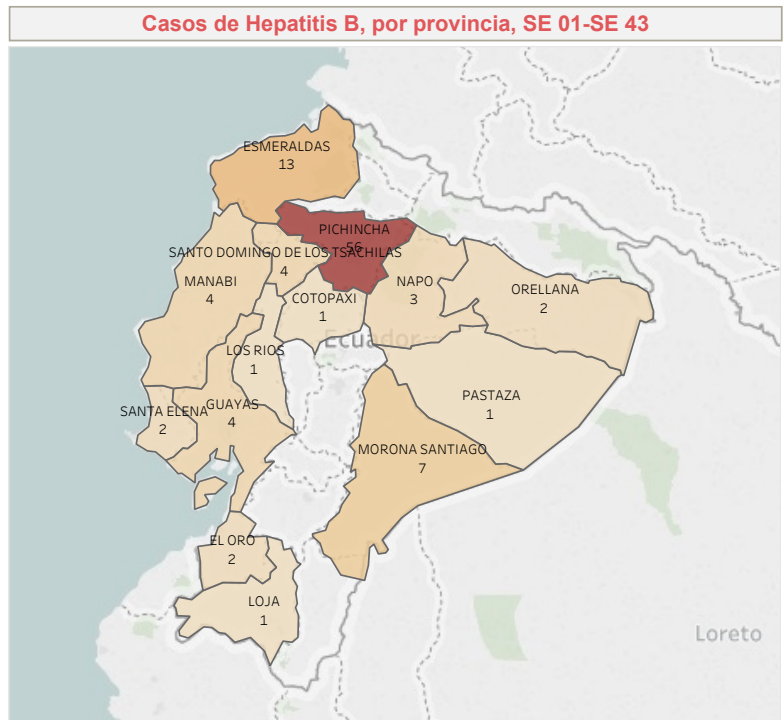 Casos de Hepatitis B, por provincia, SE 01-SE 43
ESMERALDAS
13
PICHINCHA
56
SANTO DOMINGO DE LOS TSACHILAS
4
MANABI
4
NAPO
3
ORELLANA
2
COTOPAXI
1
Ecuador
LOS RIOS
1
PASTAZA
1
SANTA ELENA
2
GUAYAS
4
MORONA SANTIAGO
7
EL ORO
2
LOJA
1
Loreto